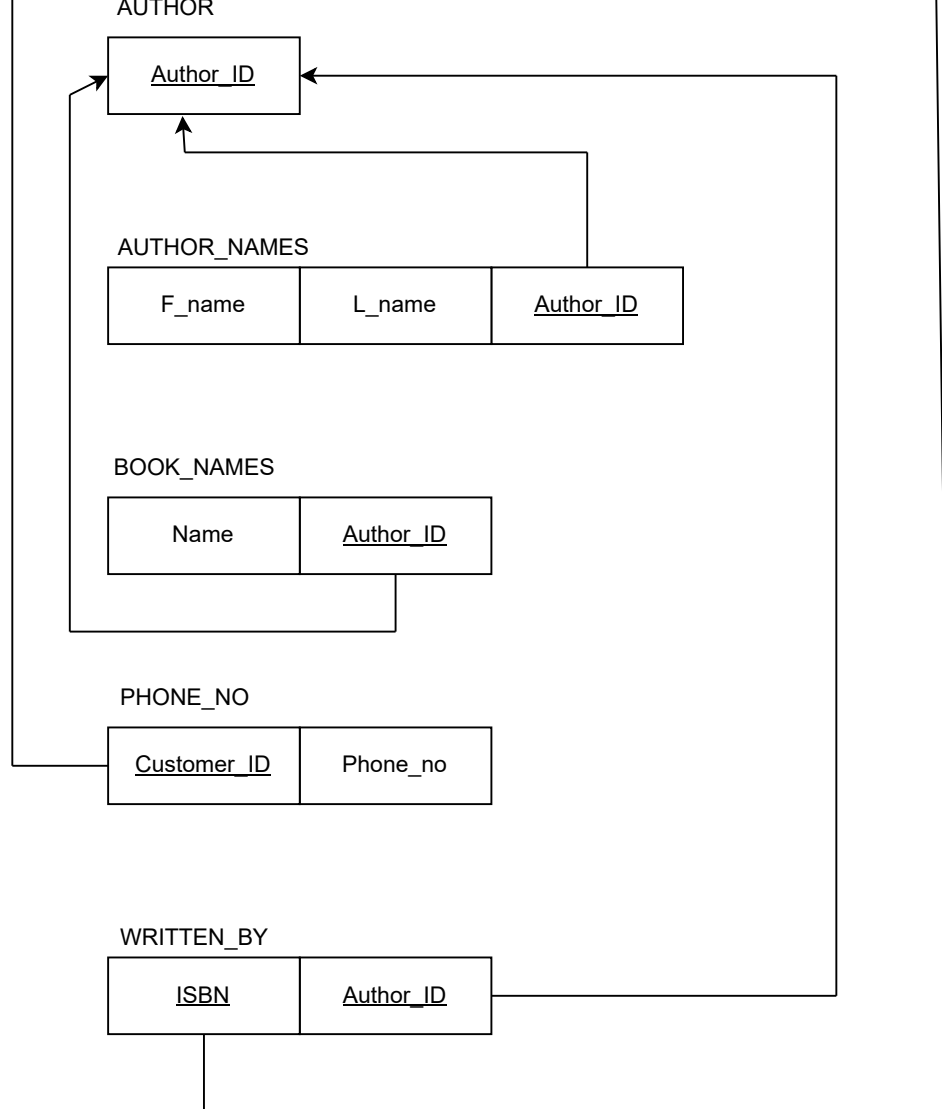 AUTHOR
Author_ID
AUTHOR_NAMES
F_name L_name Author_ID
BOOK_NAMES
Name Author_ID
PHONE_NO
Customer_ID Phone_no
WRITTEN_BY
ISBN Author_ID